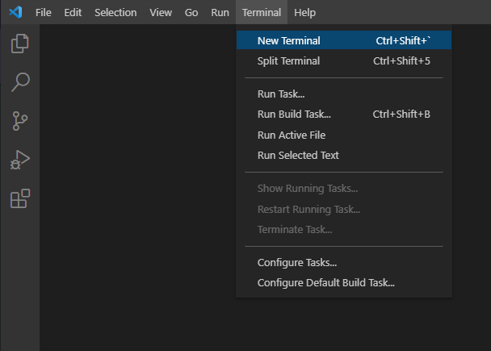 File Edit Selection View Go Run Terminal Help
New Terminal Ctrl+Shift+`
Split Terminal Ctrl+Shift+5
Run Task...
Run Build Task... Ctrl+Shift+B
Run Active File
Run Selected Text
Show Running Tasks...
Restart Running Task...
Terminate Task...
Configure Tasks...
Configure Default Build Task...